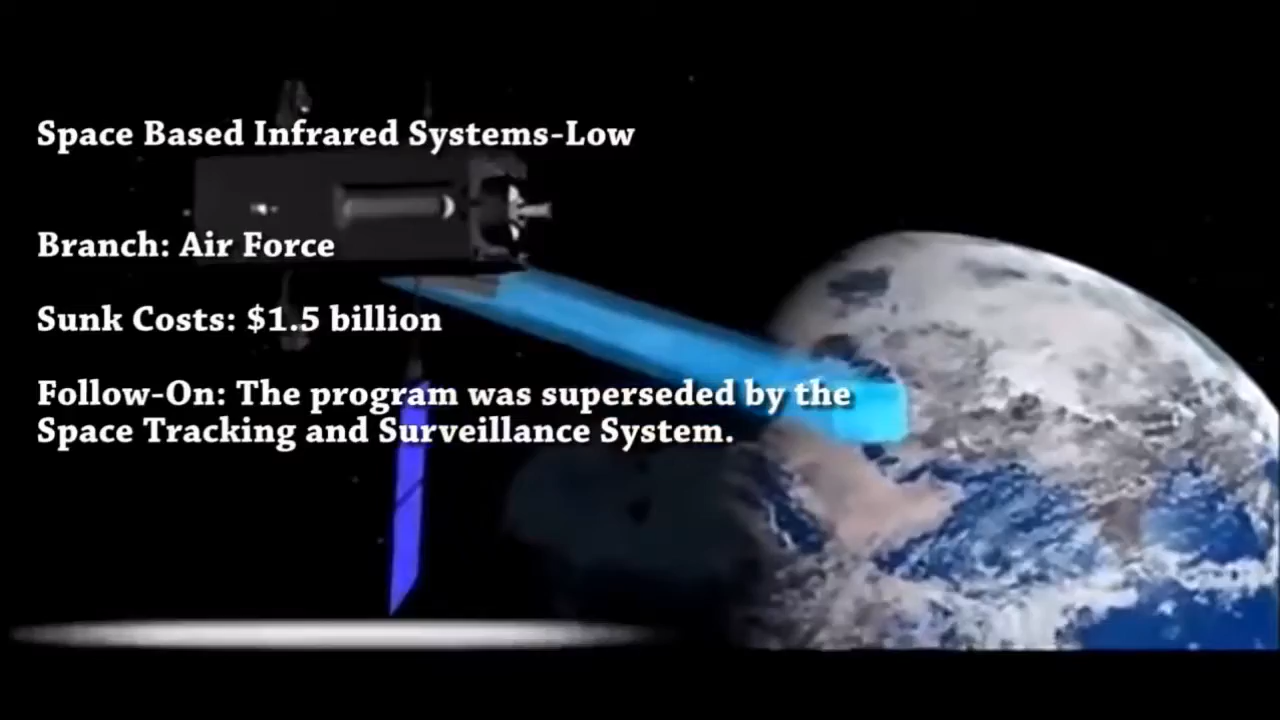 Space Based Infrared Systems-Low
Branch: Air Force
Sunk Costs: $1.5 billion
Follow-On: The program was superseded by the
Space Tracking and Surveillance System.